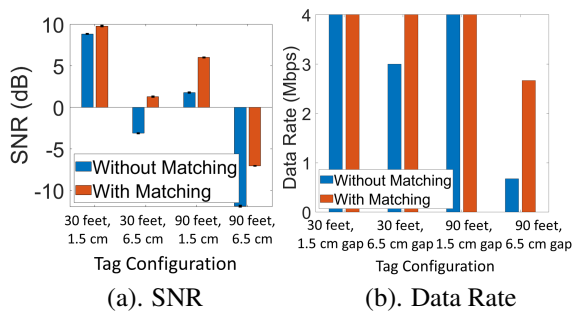 10
5
0
-5
-10
SNR (dB)
Without Matching
With Matching
30 feet, 30 feet, 90 feet, 90 feet,
1.5 cm 6.5 cm 1.5 cm 6.5 cm
Tag Configuration
(a). SNR
4
3
2
1
0
Data Rate (Mbps)
Without Matching
With Matching
30 feet, 30 feet, 90 feet, 90 feet,
1.5 cm gap 6.5 cm gap 1.5 cm gap 6.5 cm gap
Tag Configuration
(b). Data Rate